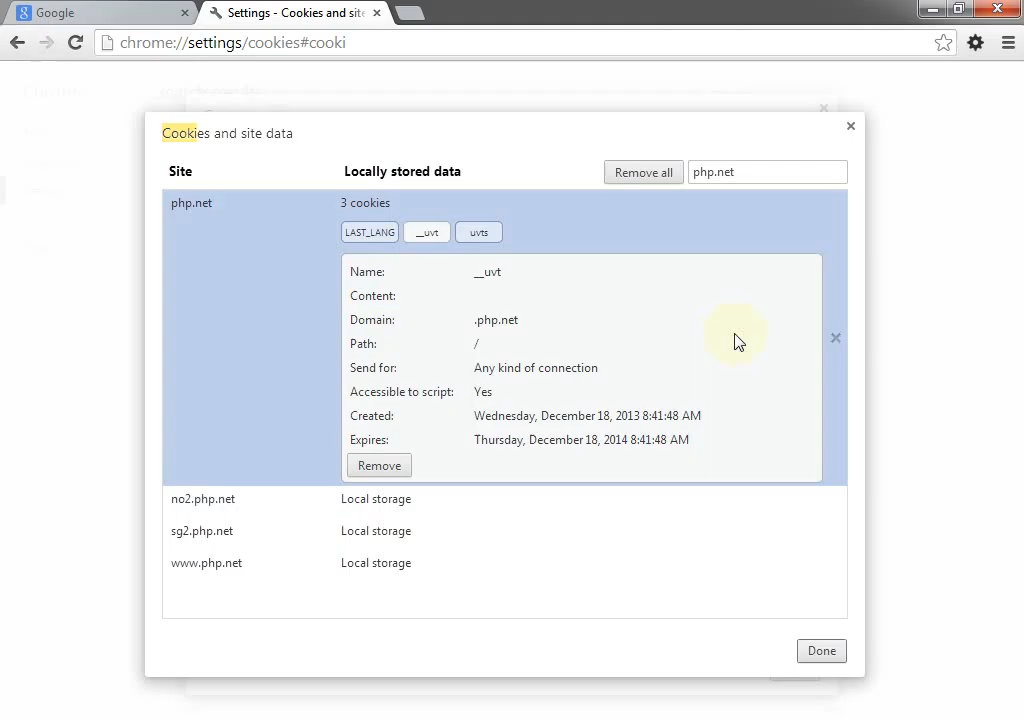 Google
Settings - Cookies and site
chrome://settings/cookies#cooki
Cookies and site data
Site Locally stored data Remove all php.net
php.net 3 cookies
LAST_LANG __uvt uvts
Name: __uvt
Content:
Domain: .php.net
Path: /
Send for: Any kind of connection
Accessible to script: Yes
Created: Wednesday, December 18, 2013 8:41:48 AM
Expires: Thursday, December 18, 2014 8:41:48 AM
Remove
no2.php.net Local storage
sg2.php.net Local storage
www.php.net Local storage
Done